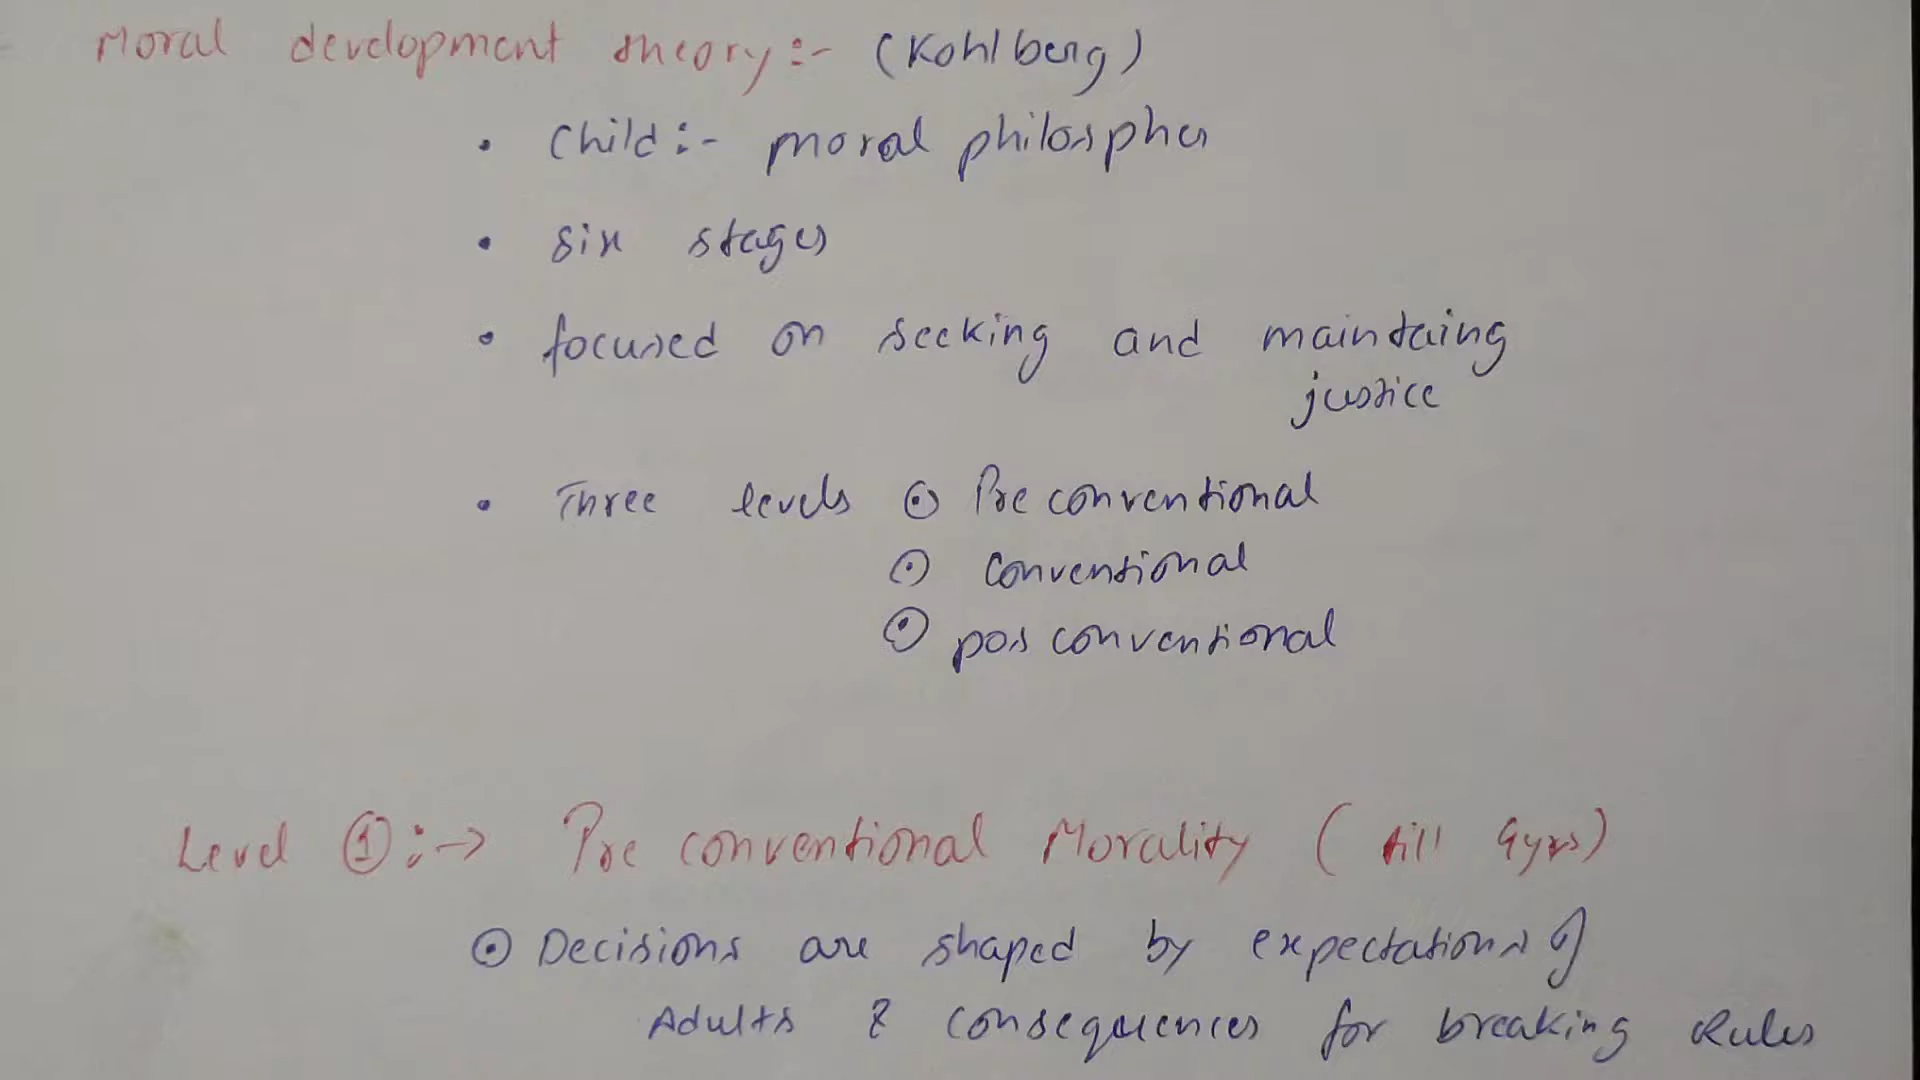 Moral development theory:- (Kohlberg)
• Child:- moral philospher
• six stages
• focused on seeking and maintaing
justice
• Three levels ⊙ Pre conventional
⊙ conventional
⊙ pos conventional
Level ①:-> Pre conventional Morality ( till 9yrs)
⊙ Decisions are shaped by expectations of
Adults & consequences for breaking Rules